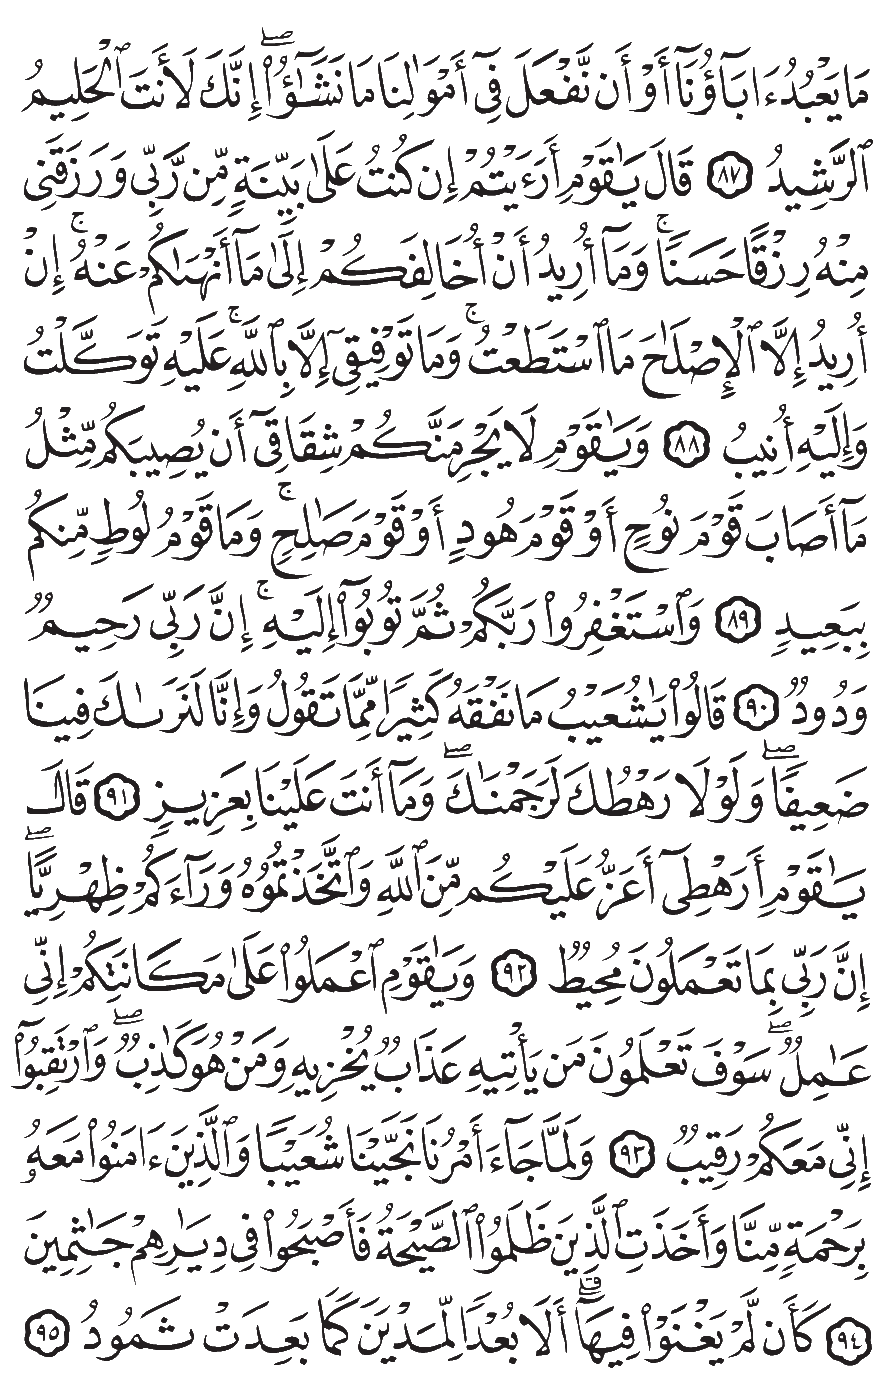 مَا يَعْبُدُ ءَابَآؤُنَآ أَوْ أَن نَّفْعَلَ فِيٓ أَمْوَٰلِنَا مَا نَشَٰٓؤُا۟ ۖ إِنَّكَ لَأَنتَ ٱلْحَلِيمُ
ٱلرَّشِيدُ ٨٧ قَالَ يَٰقَوْمِ أَرَءَيْتُمْ إِن كُنتُ عَلَىٰ بَيِّنَةٍ مِّن رَّبِّى وَرَزَقَنِى
مِنْهُ رِزْقًا حَسَنًا ۚ وَمَآ أُرِيدُ أَنْ أُخَالِفَكُمْ إِلَىٰ مَآ أَنْهَىٰكُمْ عَنْهُ ۚ إِنْ
أُرِيدُ إِلَّا ٱلْإِصْلَٰحَ مَا ٱسْتَطَعْتُ ۚ وَمَا تَوْفِيقِىٓ إِلَّا بِٱللَّهِ ۚ عَلَيْهِ تَوَكَّلْتُ
وَإِلَيْهِ أُنِيبُ ٨٨ وَيَٰقَوْمِ لَا يَجْرِمَنَّكُمْ شِقَاقِىٓ أَن يُصِيبَكُم مِّثْلُ
مَآ أَصَابَ قَوْمَ نُوحٍ أَوْ قَوْمَ هُودٍ أَوْ قَوْمَ صَٰلِحٍ ۚ وَمَا قَوْمُ لُوطٍ مِّنكُم
بِبَعِيدٍ ٨٩ وَٱسْتَغْفِرُوا۟ رَبَّكُمْ ثُمَّ تُوبُوٓا۟ إِلَيْهِ ۚ إِنَّ رَبِّى رَحِيمٌ
وَدُودٌ ٩٠ قَالُوا۟ يَٰشُعَيْبُ مَا نَفْقَهُ كَثِيرًا مِّمَّا تَقُولُ وَإِنَّا لَنَرَىٰكَ فِينَا
ضَعِيفًا ۖ وَلَوْلَا رَهْطُكَ لَرَجَمْنَٰكَ ۖ وَمَآ أَنتَ عَلَيْنَا بِعَزِيزٍ ٩١ قَالَ
يَٰقَوْمِ أَرَهْطِىٓ أَعَزُّ عَلَيْكُم مِّنَ ٱللَّهِ وَٱتَّخَذْتُمُوهُ وَرَآءَكُمْ ظِهْرِيًّا ۖ
إِنَّ رَبِّى بِمَا تَعْمَلُونَ مُحِيطٌ ٩٢ وَيَٰقَوْمِ ٱعْمَلُوا۟ عَلَىٰ مَكَانَتِكُمْ إِنِّى
عَٰمِلٌ ۖ سَوْفَ تَعْلَمُونَ مَن يَأْتِيهِ عَذَابٌ يُخْزِيهِ وَمَنْ هُوَ كَٰذِبٌ ۖ وَٱرْتَقِبُوٓا۟
إِنِّى مَعَكُمْ رَقِيبٌ ٩٣ وَلَمَّا جَآءَ أَمْرُنَا نَجَّيْنَا شُعَيْبًا وَٱلَّذِينَ ءَامَنُوا۟ مَعَهُۥ
بِرَحْمَةٍ مِّنَّا وَأَخَذَتِ ٱلَّذِينَ ظَلَمُوا۟ ٱلصَّيْحَةُ فَأَصْبَحُوا۟ فِى دِيَٰرِهِمْ جَٰثِمِينَ
٩٤ كَأَن لَّمْ يَغْنَوْا۟ فِيهَآ ۗ أَلَا بُعْدًا لِّمَدْيَنَ كَمَا بَعِدَتْ ثَمُودُ ٩٥